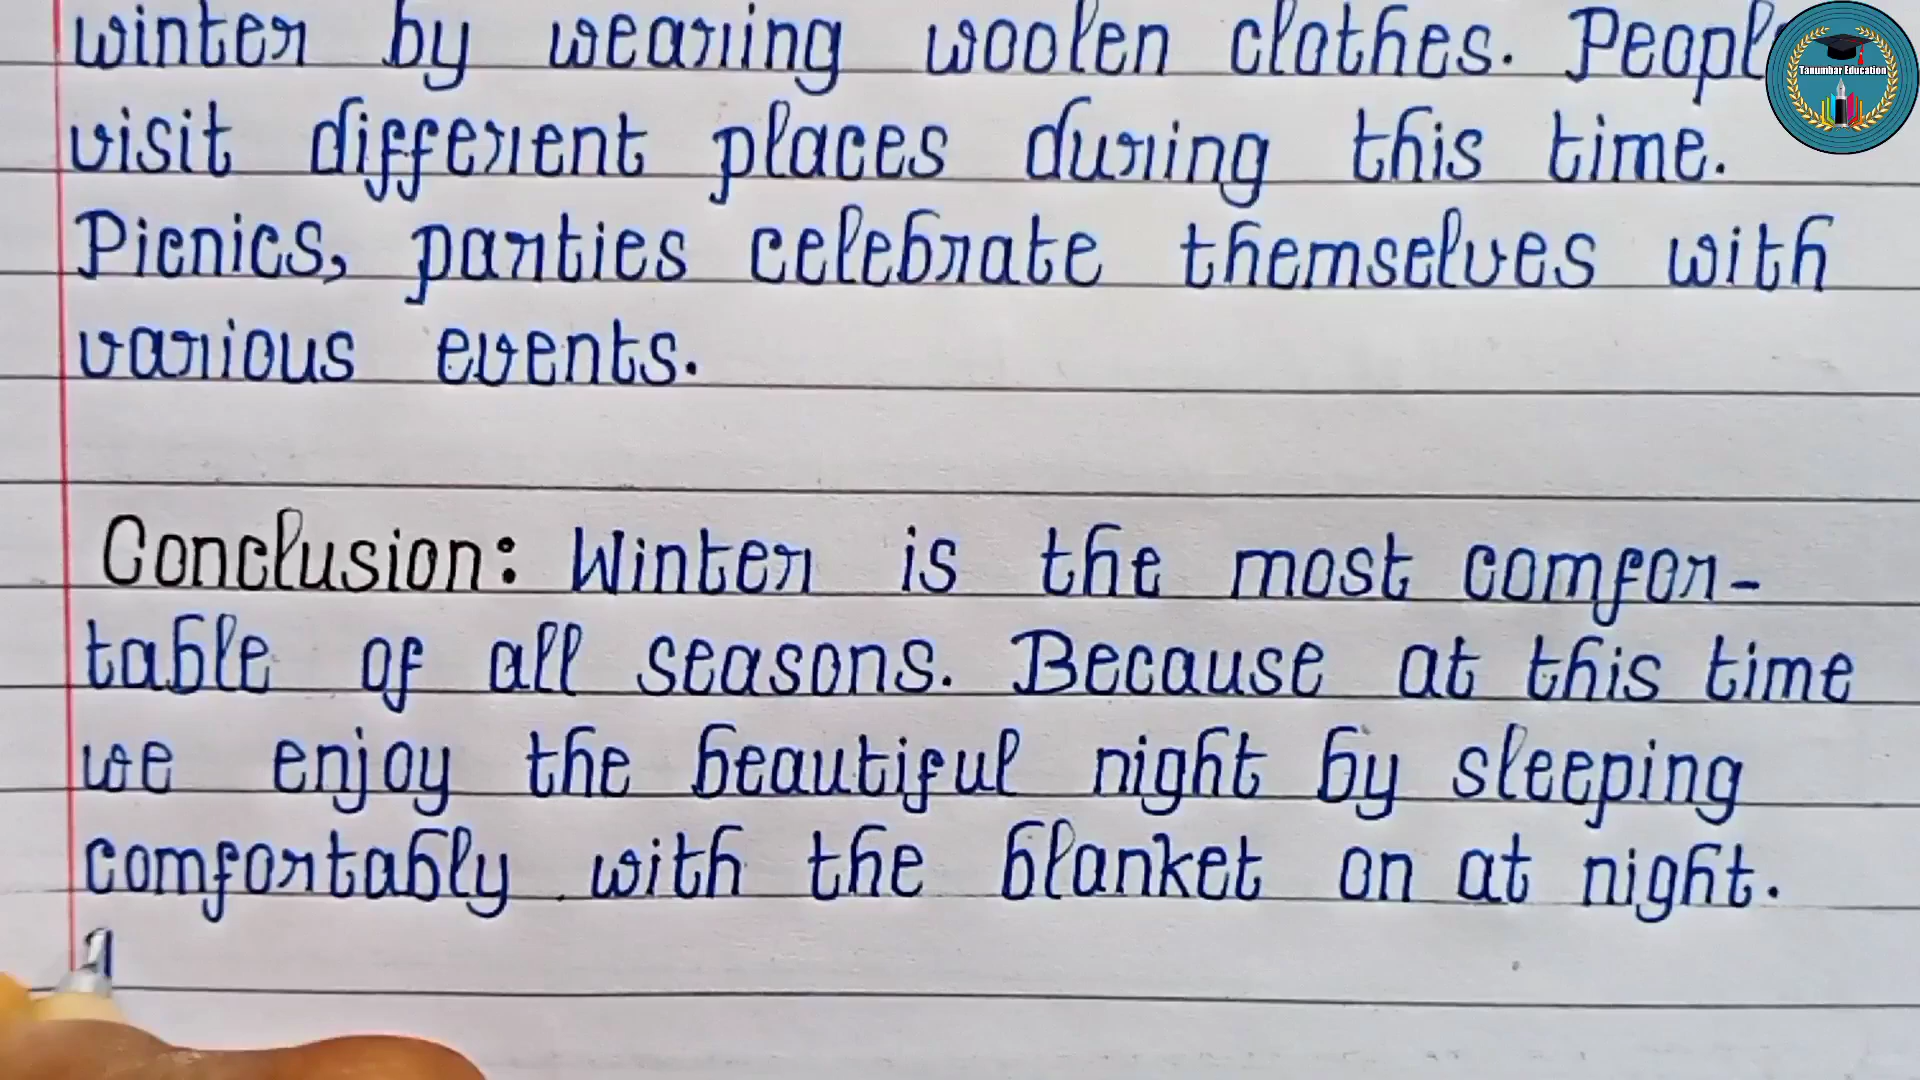 winter by wearing woolen clothes. People
visit different places during this time.
Picnics, parties celebrate themselves with
various events.
Conclusion: Winter is the most comfor-
table of all seasons. Because at this time
we enjoy the beautiful night by sleeping
comfortably with the blanket on at night.
Tanumbar Education